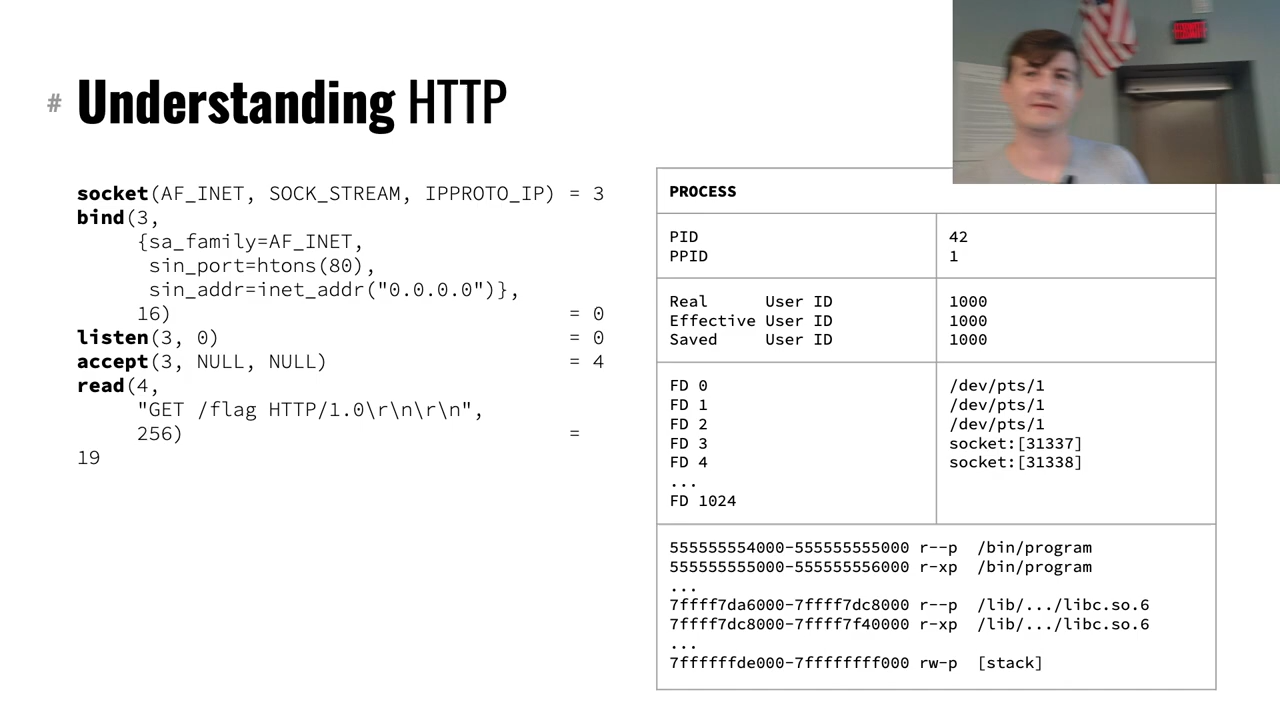 # Understanding HTTP
socket(AF_INET, SOCK_STREAM, IPPROTO_IP) = 3
bind(3,
{sa_family=AF_INET,
sin_port=htons(80),
sin_addr=inet_addr("0.0.0.0")},
16) = 0
listen(3, 0) = 0
accept(3, NULL, NULL) = 4
read(4,
"GET /flag HTTP/1.0\r\n\r\n",
256) =
19
PROCESS
PID 42
PPID 1
Real User ID 1000
Effective User ID 1000
Saved User ID 1000
FD 0 /dev/pts/1
FD 1 /dev/pts/1
FD 2 /dev/pts/1
FD 3 socket:[31337]
FD 4 socket:[31338]
...
FD 1024
555555554000-555555555000 r--p /bin/program
555555555000-555555556000 r-xp /bin/program
...
7ffff7da6000-7ffff7dc8000 r--p /lib/.../libc.so.6
7ffff7dc8000-7ffff7f40000 r-xp /lib/.../libc.so.6
...
7ffffffde000-7ffffffff000 rw-p [stack]